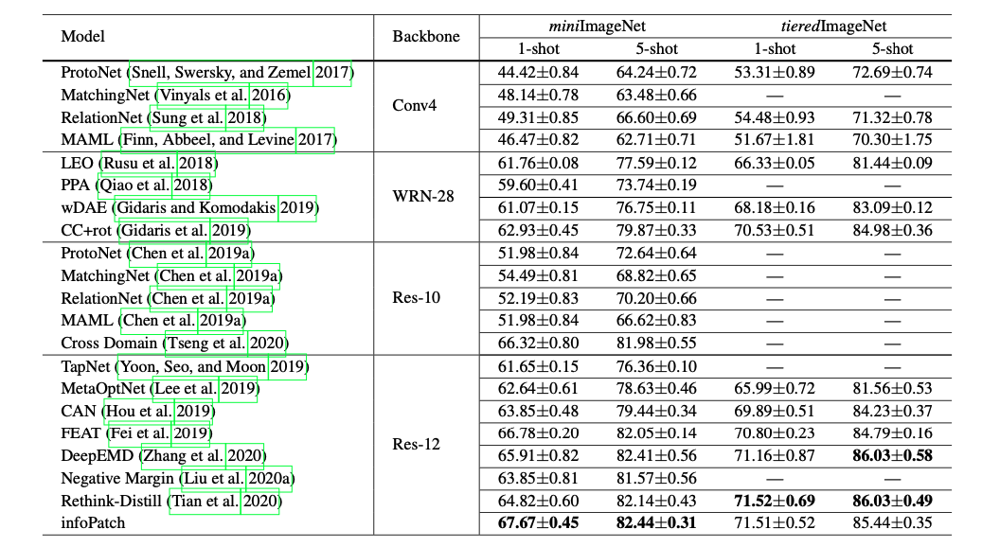 Model Backbone miniImageNet tieredImageNet
1-shot 5-shot 1-shot 5-shot
ProtoNet (Snell, Swersky, and Zemel 2017) Conv4 44.42±0.84 64.24±0.72 53.31±0.89 72.69±0.74
MatchingNet (Vinyals et al. 2016) 48.14±0.78 63.48±0.66 — —
RelationNet (Sung et al. 2018) 49.31±0.85 66.60±0.69 54.48±0.93 71.32±0.78
MAML (Finn, Abbeel, and Levine 2017) 46.47±0.82 62.71±0.71 51.67±1.81 70.30±1.75
LEO (Rusu et al. 2018) WRN-28 61.76±0.08 77.59±0.12 66.33±0.05 81.44±0.09
PPA (Qiao et al. 2018) 59.60±0.41 73.74±0.19 — —
wDAE (Gidaris and Komodakis 2019) 61.07±0.15 76.75±0.11 68.18±0.16 83.09±0.12
CC+rot (Gidaris et al. 2019) 62.93±0.45 79.87±0.33 70.53±0.51 84.98±0.36
ProtoNet (Chen et al. 2019a) Res-10 51.98±0.84 72.64±0.64 — —
MatchingNet (Chen et al. 2019a) 54.49±0.81 68.82±0.65 — —
RelationNet (Chen et al. 2019a) 52.19±0.83 70.20±0.66 — —
MAML (Chen et al. 2019a) 51.98±0.84 66.62±0.83 — —
Cross Domain (Tseng et al. 2020) 66.32±0.80 81.98±0.55 — —
TapNet (Yoon, Seo, and Moon 2019) Res-12 61.65±0.15 76.36±0.10 — —
MetaOptNet (Lee et al. 2019) 62.64±0.61 78.63±0.46 65.99±0.72 81.56±0.53
CAN (Hou et al. 2019) 63.85±0.48 79.44±0.34 69.89±0.51 84.23±0.37
FEAT (Fei et al. 2019) 66.78±0.20 82.05±0.14 70.80±0.23 84.79±0.16
DeepEMD (Zhang et al. 2020) 65.91±0.82 82.41±0.56 71.16±0.87 86.03±0.58
Negative Margin (Liu et al. 2020a) 63.85±0.81 81.57±0.56 — —
Rethink-Distill (Tian et al. 2020) 64.82±0.60 82.14±0.43 71.52±0.69 86.03±0.49
infoPatch 67.67±0.45 82.44±0.31 71.51±0.52 85.44±0.35